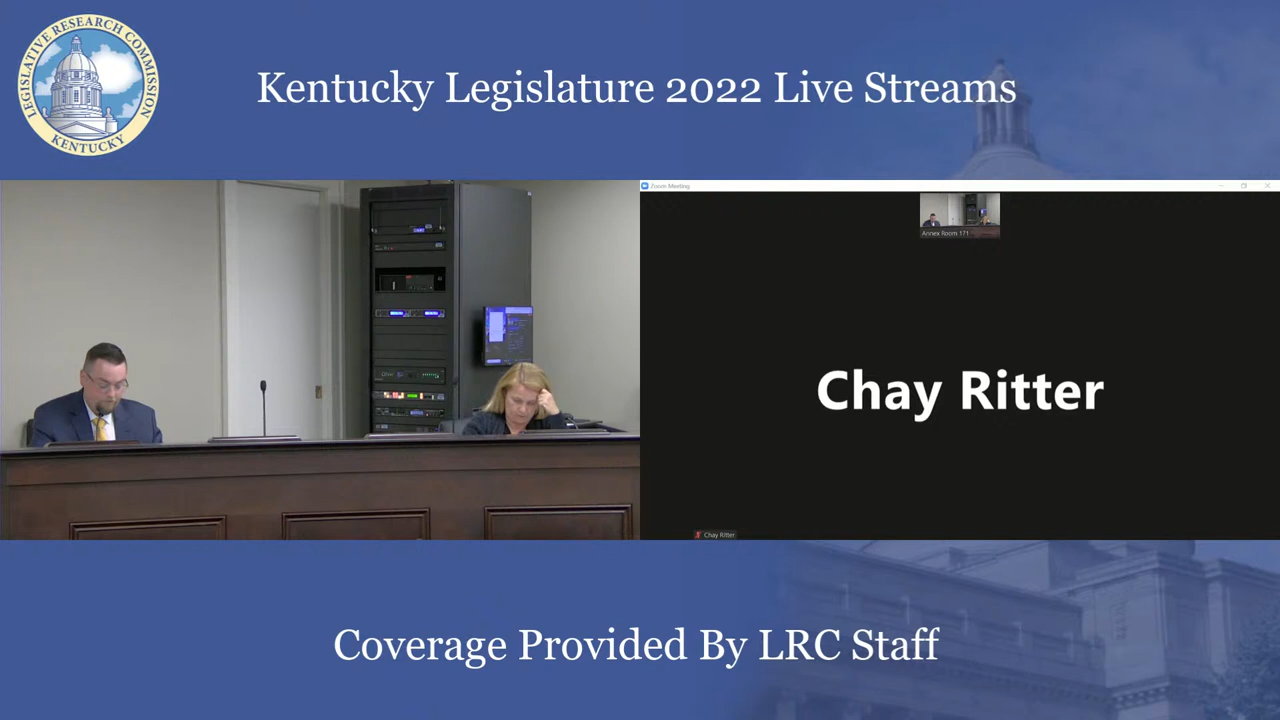 LEGISLATIVE RESEARCH COMMISSION
KENTUCKY
Kentucky Legislature 2022 Live Streams
Zoom Meeting
Annex Room 171
Chay Ritter
Chay Ritter
Coverage Provided By LRC Staff